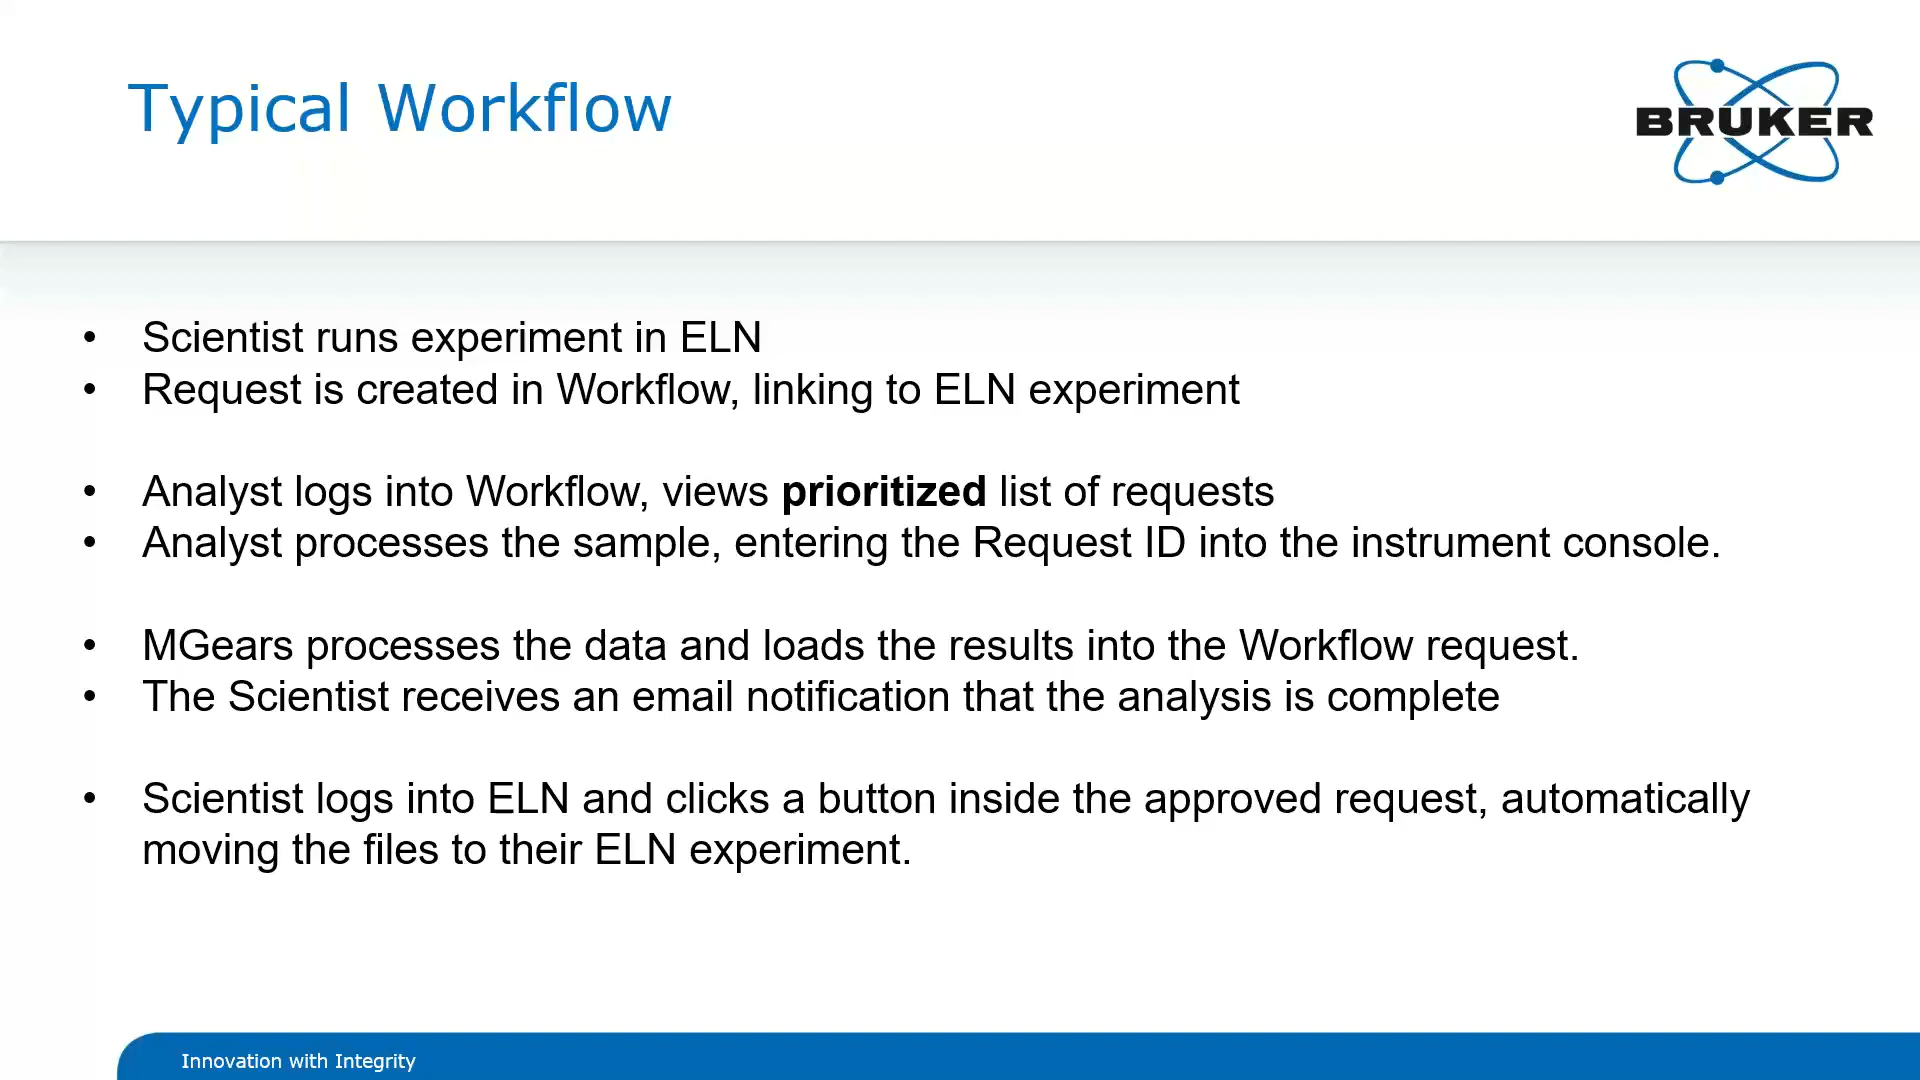 Typical Workflow
BRUKER
• Scientist runs experiment in ELN
• Request is created in Workflow, linking to ELN experiment
• Analyst logs into Workflow, views prioritized list of requests
• Analyst processes the sample, entering the Request ID into the instrument console.
• MGears processes the data and loads the results into the Workflow request.
• The Scientist receives an email notification that the analysis is complete
• Scientist logs into ELN and clicks a button inside the approved request, automatically
moving the files to their ELN experiment.
Innovation with Integrity